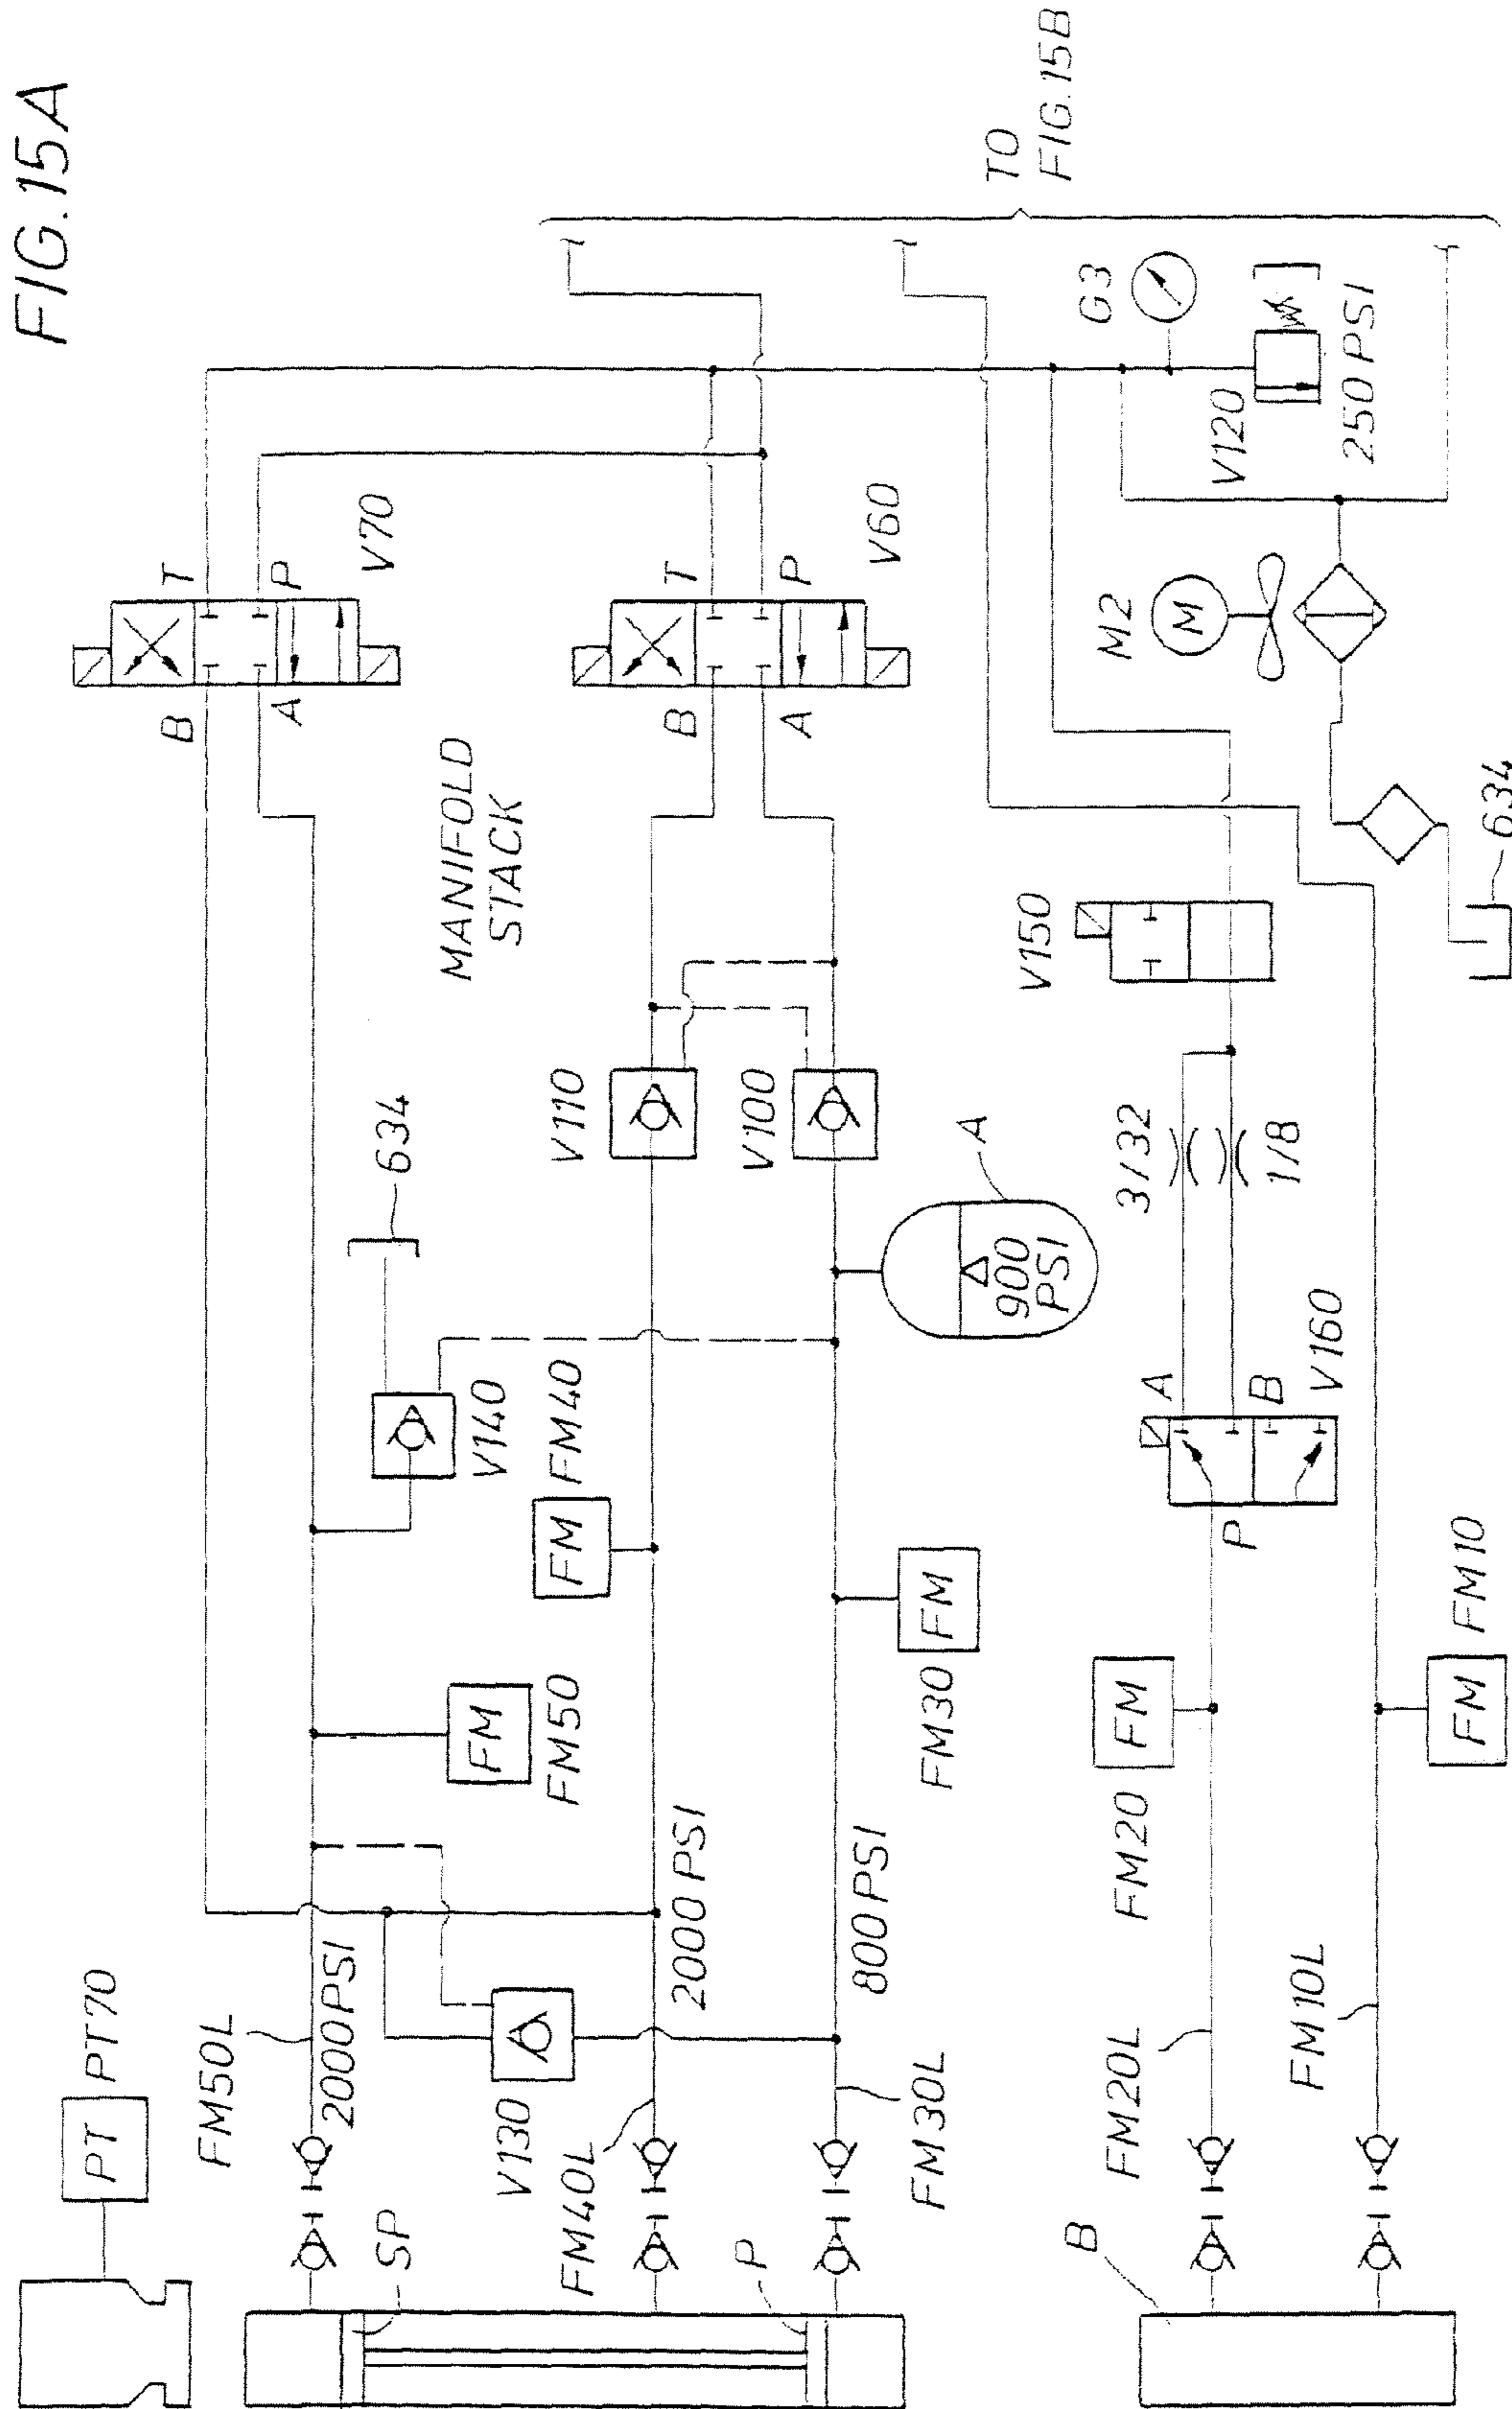 FIG. 15A
PT
PT70
FM50L
2000 PSI
SP
V130
FM40L
2000 PSI
P
FM30L
800 PSI
FM
FM50
634
V140
FM
FM40
FM30
FM
V110
V100
A
900
PSI
MANIFOLD
STACK
B
T
A
P
V70
B
T
A
P
V60
TO
FIG. 15B
B
FM20L
FM10L
FM20
FM
FM
FM10
P
A
B
V160
3/32
1/8
V150
M2
M
G3
V120
250 PSI
634